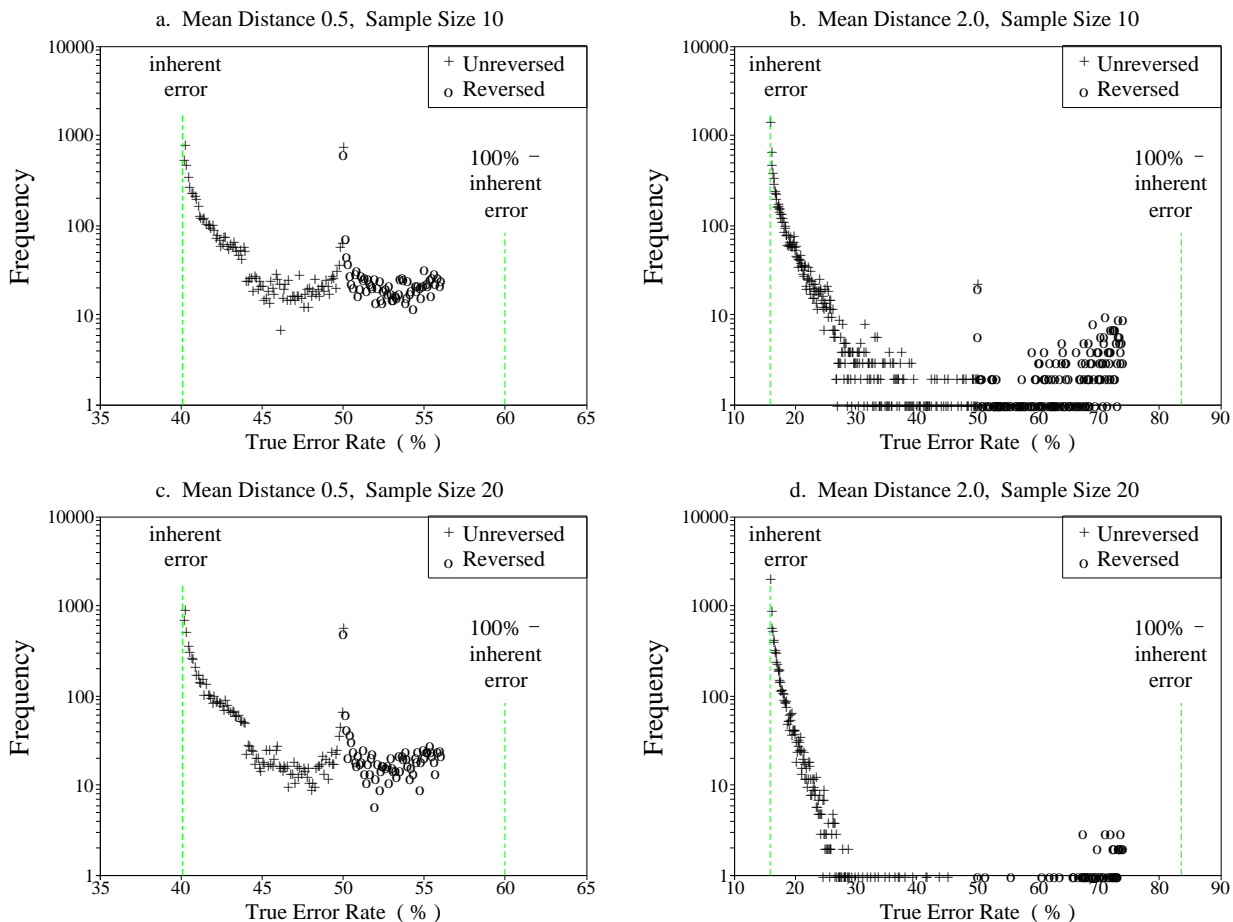 a. Mean Distance 0.5, Sample Size 10
10000
1000
100
10
1
Frequency
inherent
error
+ Unreversed
o Reversed
100% −
inherent
error
35 40 45 50 55 60 65
True Error Rate ( % )
b. Mean Distance 2.0, Sample Size 10
10000
1000
100
10
1
Frequency
inherent
error
+ Unreversed
o Reversed
100% −
inherent
error
10 20 30 40 50 60 70 80 90
True Error Rate ( % )
c. Mean Distance 0.5, Sample Size 20
10000
1000
100
10
1
Frequency
inherent
error
+ Unreversed
o Reversed
100% −
inherent
error
35 40 45 50 55 60 65
True Error Rate ( % )
d. Mean Distance 2.0, Sample Size 20
10000
1000
100
10
1
Frequency
inherent
error
+ Unreversed
o Reversed
100% −
inherent
error
10 20 30 40 50 60 70 80 90
True Error Rate ( % )